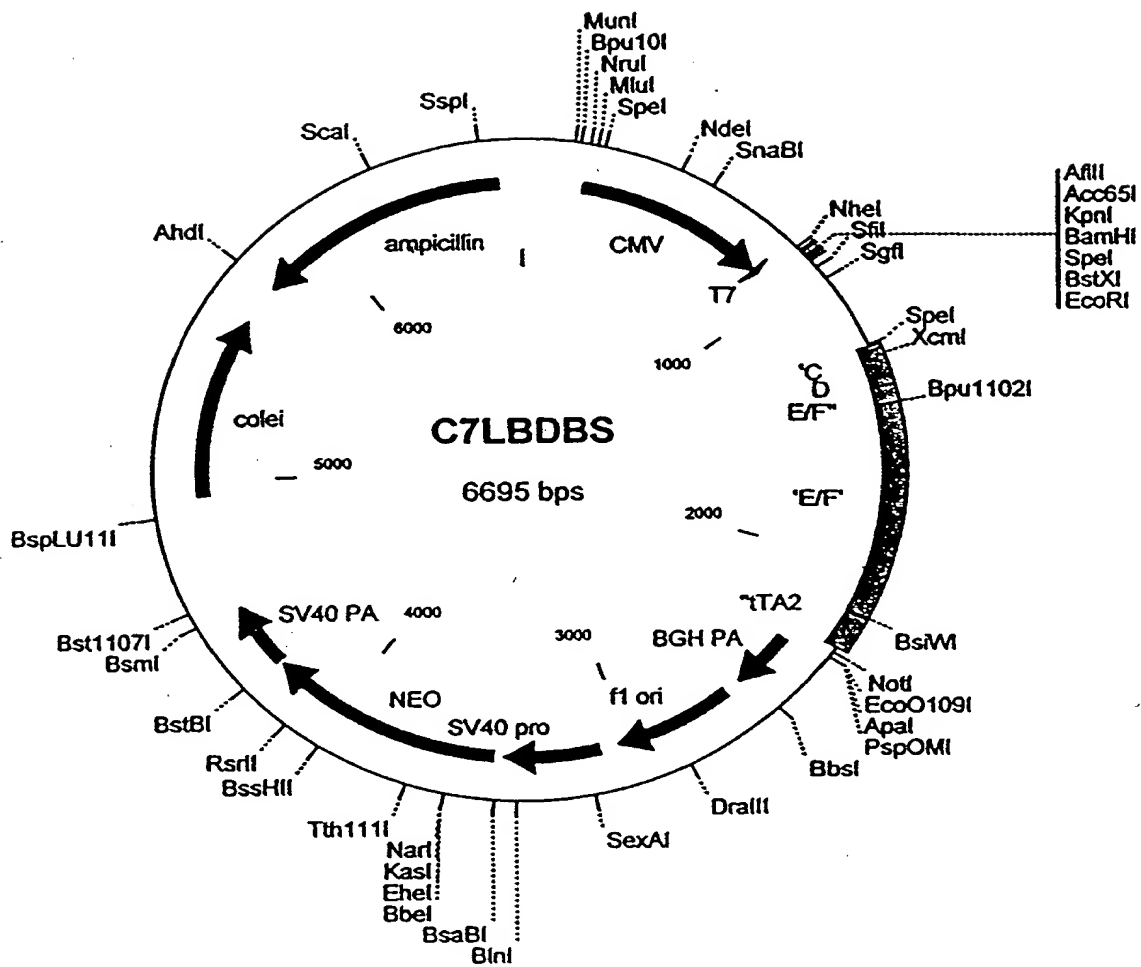 MunI
Bpu10I
NruI
MluI
SpeI
SspI
ScaI
AhdI
NdeI
SnaBI
NheI
SfiI
SgfI
AflII
Acc65I
KpnI
BamHI
SpeI
BstXI
EcoRI
ampicillin
CMV
T7
6000
1000
SpeI
XcmI
Bpu1102I
'C
D
E/F"
colei
C7LBDBS
6695 bps
5000
'E/F'
2000
BspLU11I
SV40 PA
4000
3000
"tTA2
BGH PA
f1 ori
NEO
SV40 pro
Bst1107I
BsmI
BstBI
RsrII
BssHII
Tth111I
NarI
KasI
EheI
BbeI
BsaBI
BlnI
SexAI
DraIII
BbsI
BsiWI
NotI
EcoO109I
ApaI
PspOMI